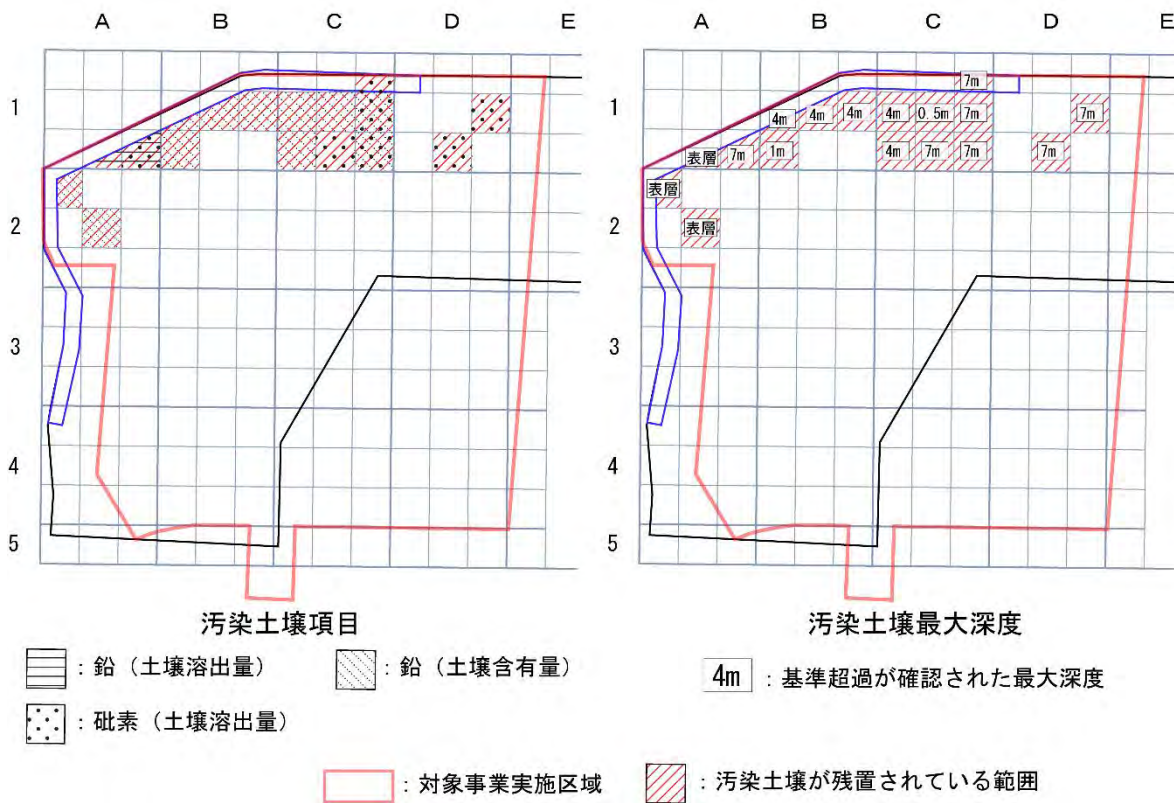 A B C D E
1
2
3
4
5
汚染土壌項目
:鉛(土壌溶出量)
:鉛(土壌含有量)
:砒素(土壌溶出量)
A B C D E
1
2
3
4
5
7m
4m 4m 4m 4m 0.5m 7m 7m
表層 7m 1m 4m 7m 7m 7m
表層
表層
汚染土壌最大深度
4m :基準超過が確認された最大深度
:対象事業実施区域
:汚染土壌が残置されている範囲